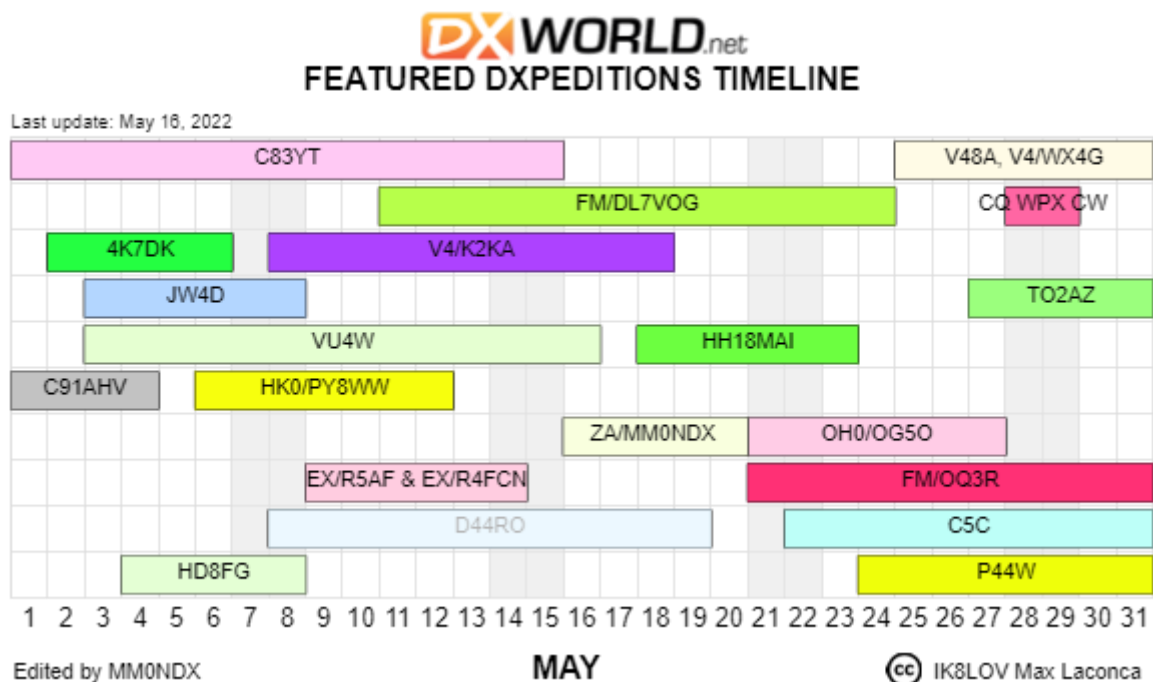 DX WORLD.net
FEATURED DXPEDITIONS TIMELINE
Last update: May 16, 2022
C83YT V48A, V4/WX4G
FM/DL7VOG CQ WPX CW
4K7DK V4/K2KA
JW4D TO2AZ
VU4W HH18MAI
C91AHV HK0/PY8WW
ZA/MM0NDX OH0/OG5O
EX/R5AF & EX/R4FCN FM/OQ3R
D44RO C5C
HD8FG P44W
1 2 3 4 5 6 7 8 9 10 11 12 13 14 15 16 17 18 19 20 21 22 23 24 25 26 27 28 29 30 31
Edited by MM0NDX MAY cc IK8LOV Max Laconca